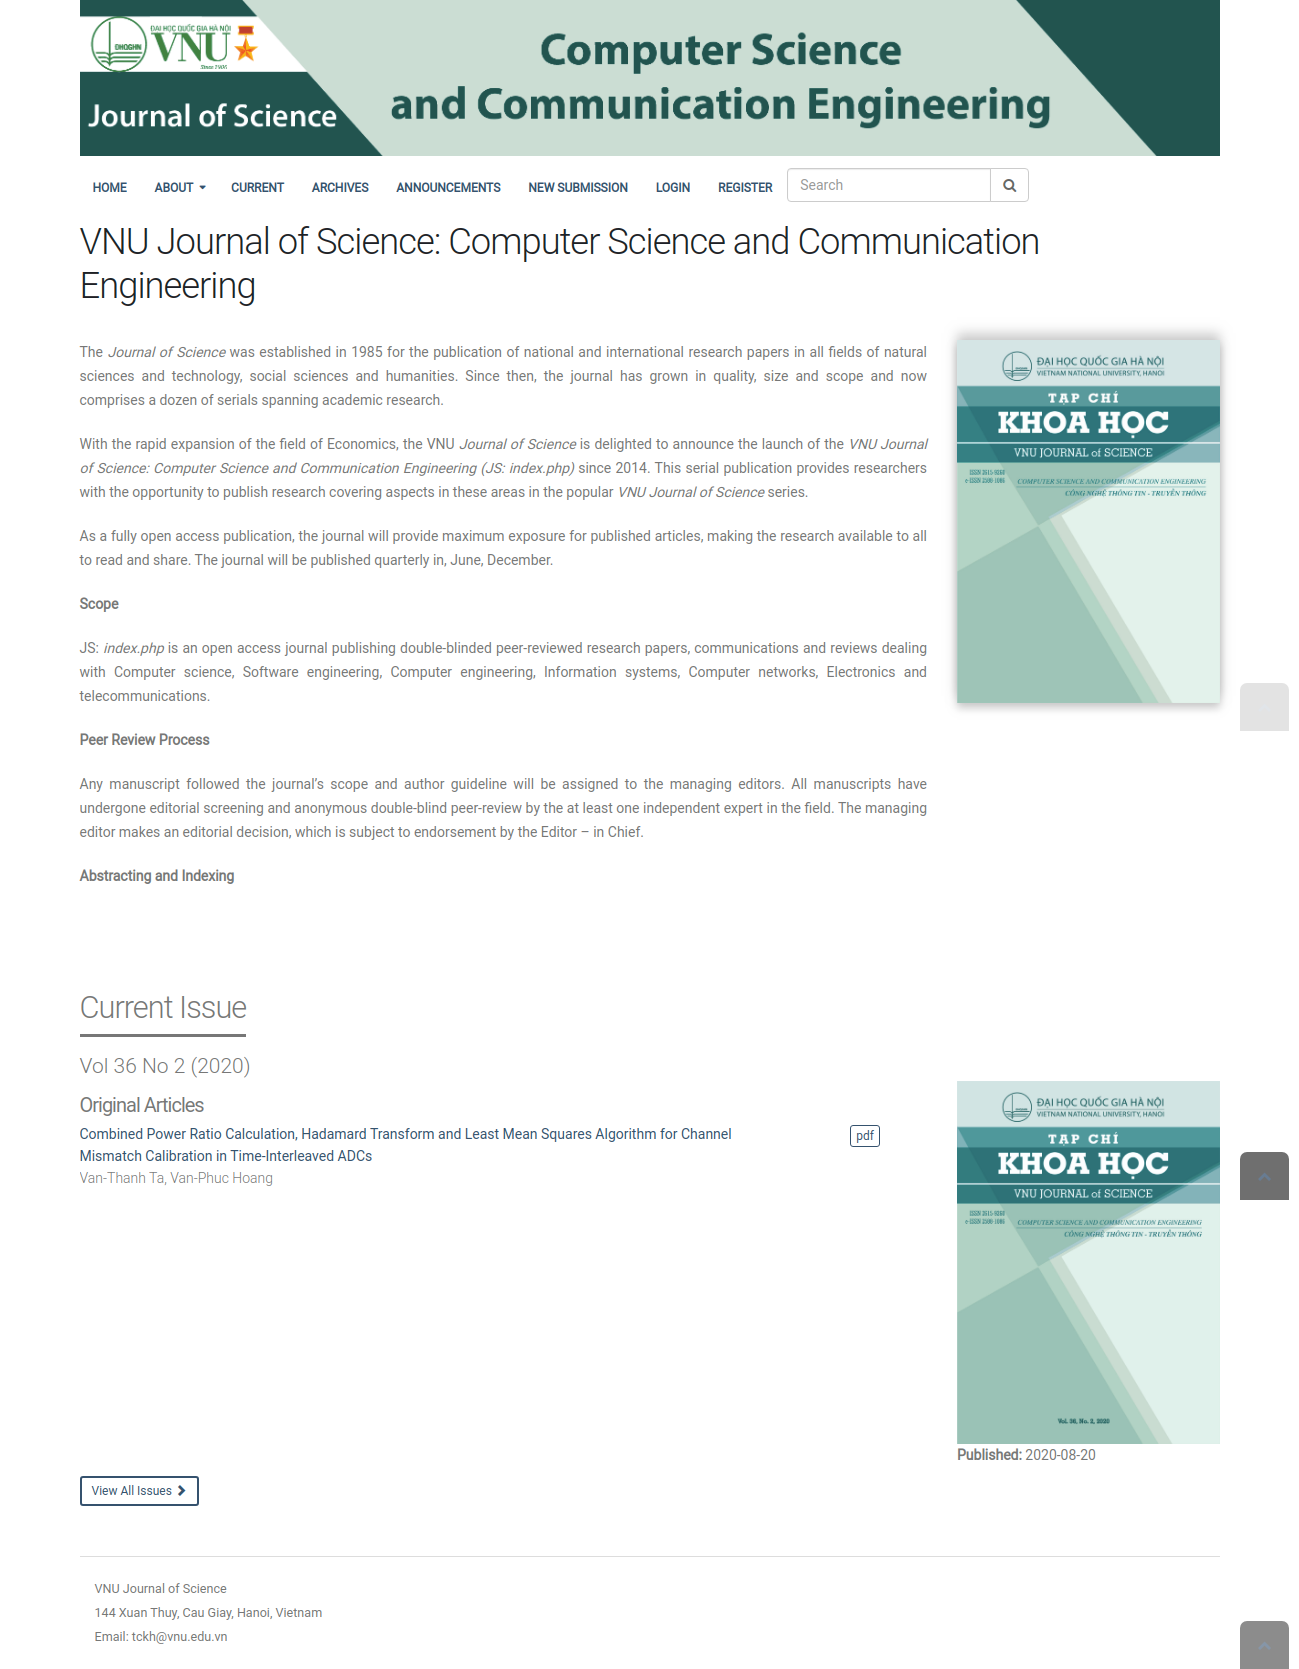 ĐẠI HỌC QUỐC GIA HÀ NỘI
VNU
ĐHQGHN
Since 1906
Journal of Science
Computer Science
and Communication Engineering
HOME ABOUT CURRENT ARCHIVES ANNOUNCEMENTS NEW SUBMISSION LOGIN REGISTER Search
VNU Journal of Science: Computer Science and Communication
Engineering
The Journal of Science was established in 1985 for the publication of national and international research papers in all fields of natural
sciences and technology, social sciences and humanities. Since then, the journal has grown in quality, size and scope and now
comprises a dozen of serials spanning academic research.
With the rapid expansion of the field of Economics, the VNU Journal of Science is delighted to announce the launch of the VNU Journal
of Science: Computer Science and Communication Engineering (JS: index.php) since 2014. This serial publication provides researchers
with the opportunity to publish research covering aspects in these areas in the popular VNU Journal of Science series.
As a fully open access publication, the journal will provide maximum exposure for published articles, making the research available to all
to read and share. The journal will be published quarterly in, June, December.
Scope
JS: index.php is an open access journal publishing double-blinded peer-reviewed research papers, communications and reviews dealing
with Computer science, Software engineering, Computer engineering, Information systems, Computer networks, Electronics and
telecommunications.
Peer Review Process
Any manuscript followed the journal’s scope and author guideline will be assigned to the managing editors. All manuscripts have
undergone editorial screening and anonymous double-blind peer-review by the at least one independent expert in the field. The managing
editor makes an editorial decision, which is subject to endorsement by the Editor – in Chief.
Abstracting and Indexing
ĐẠI HỌC QUỐC GIA HÀ NỘI
VIETNAM NATIONAL UNIVERSITY, HANOI
TẠP CHÍ
KHOA HỌC
VNU JOURNAL of SCIENCE
COMPUTER SCIENCE AND COMMUNICATION ENGINEERING
CÔNG NGHỆ THÔNG TIN - TRUYỀN THÔNG
Current Issue
Vol 36 No 2 (2020)
Original Articles
Combined Power Ratio Calculation, Hadamard Transform and Least Mean Squares Algorithm for Channel
Mismatch Calibration in Time-Interleaved ADCs
Van-Thanh Ta, Van-Phuc Hoang
pdf
ĐẠI HỌC QUỐC GIA HÀ NỘI
VIETNAM NATIONAL UNIVERSITY, HANOI
TẠP CHÍ
KHOA HỌC
VNU JOURNAL of SCIENCE
COMPUTER SCIENCE AND COMMUNICATION ENGINEERING
CÔNG NGHỆ THÔNG TIN - TRUYỀN THÔNG
Vol. 36, No. 2, 2020
Published: 2020-08-20
View All Issues
VNU Journal of Science
144 Xuan Thuy, Cau Giay, Hanoi, Vietnam
Email: tckh@vnu.edu.vn